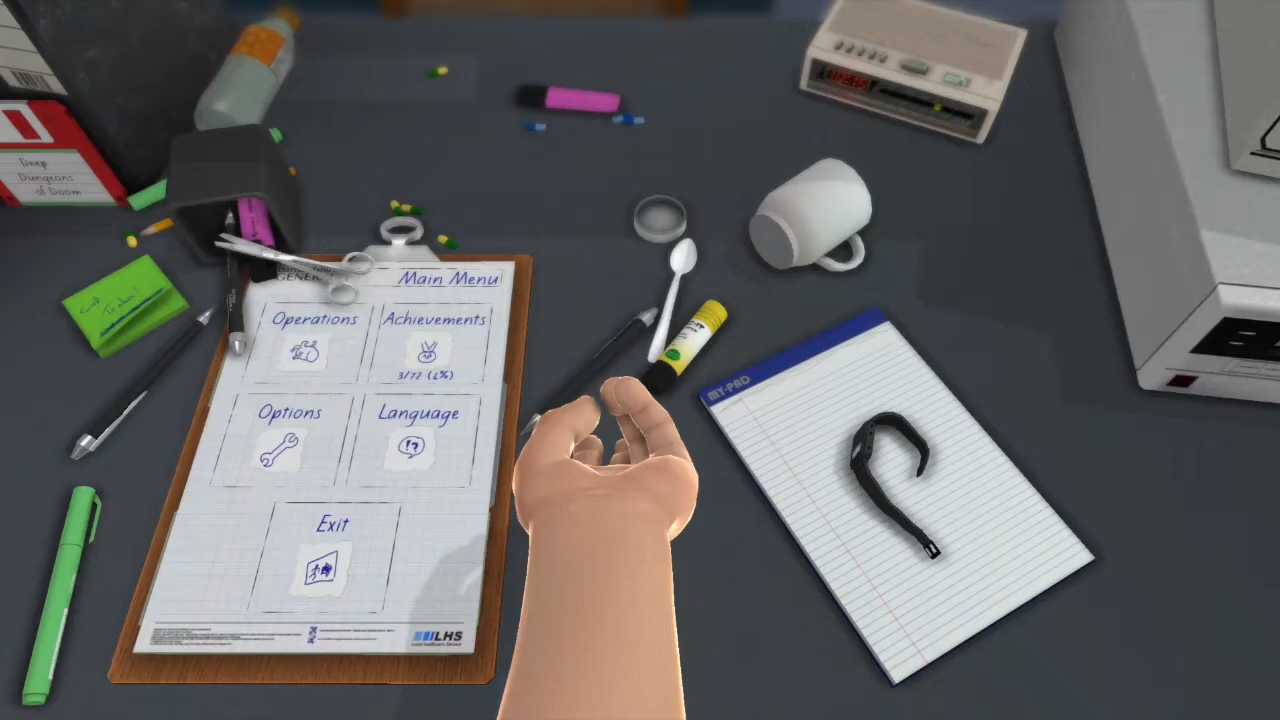 Deep
Dungeons
of Doom
Main Menu
Operations
Achievements
3/72 (4%)
Options
Language
!?
Exit
LHS
MY-PAD